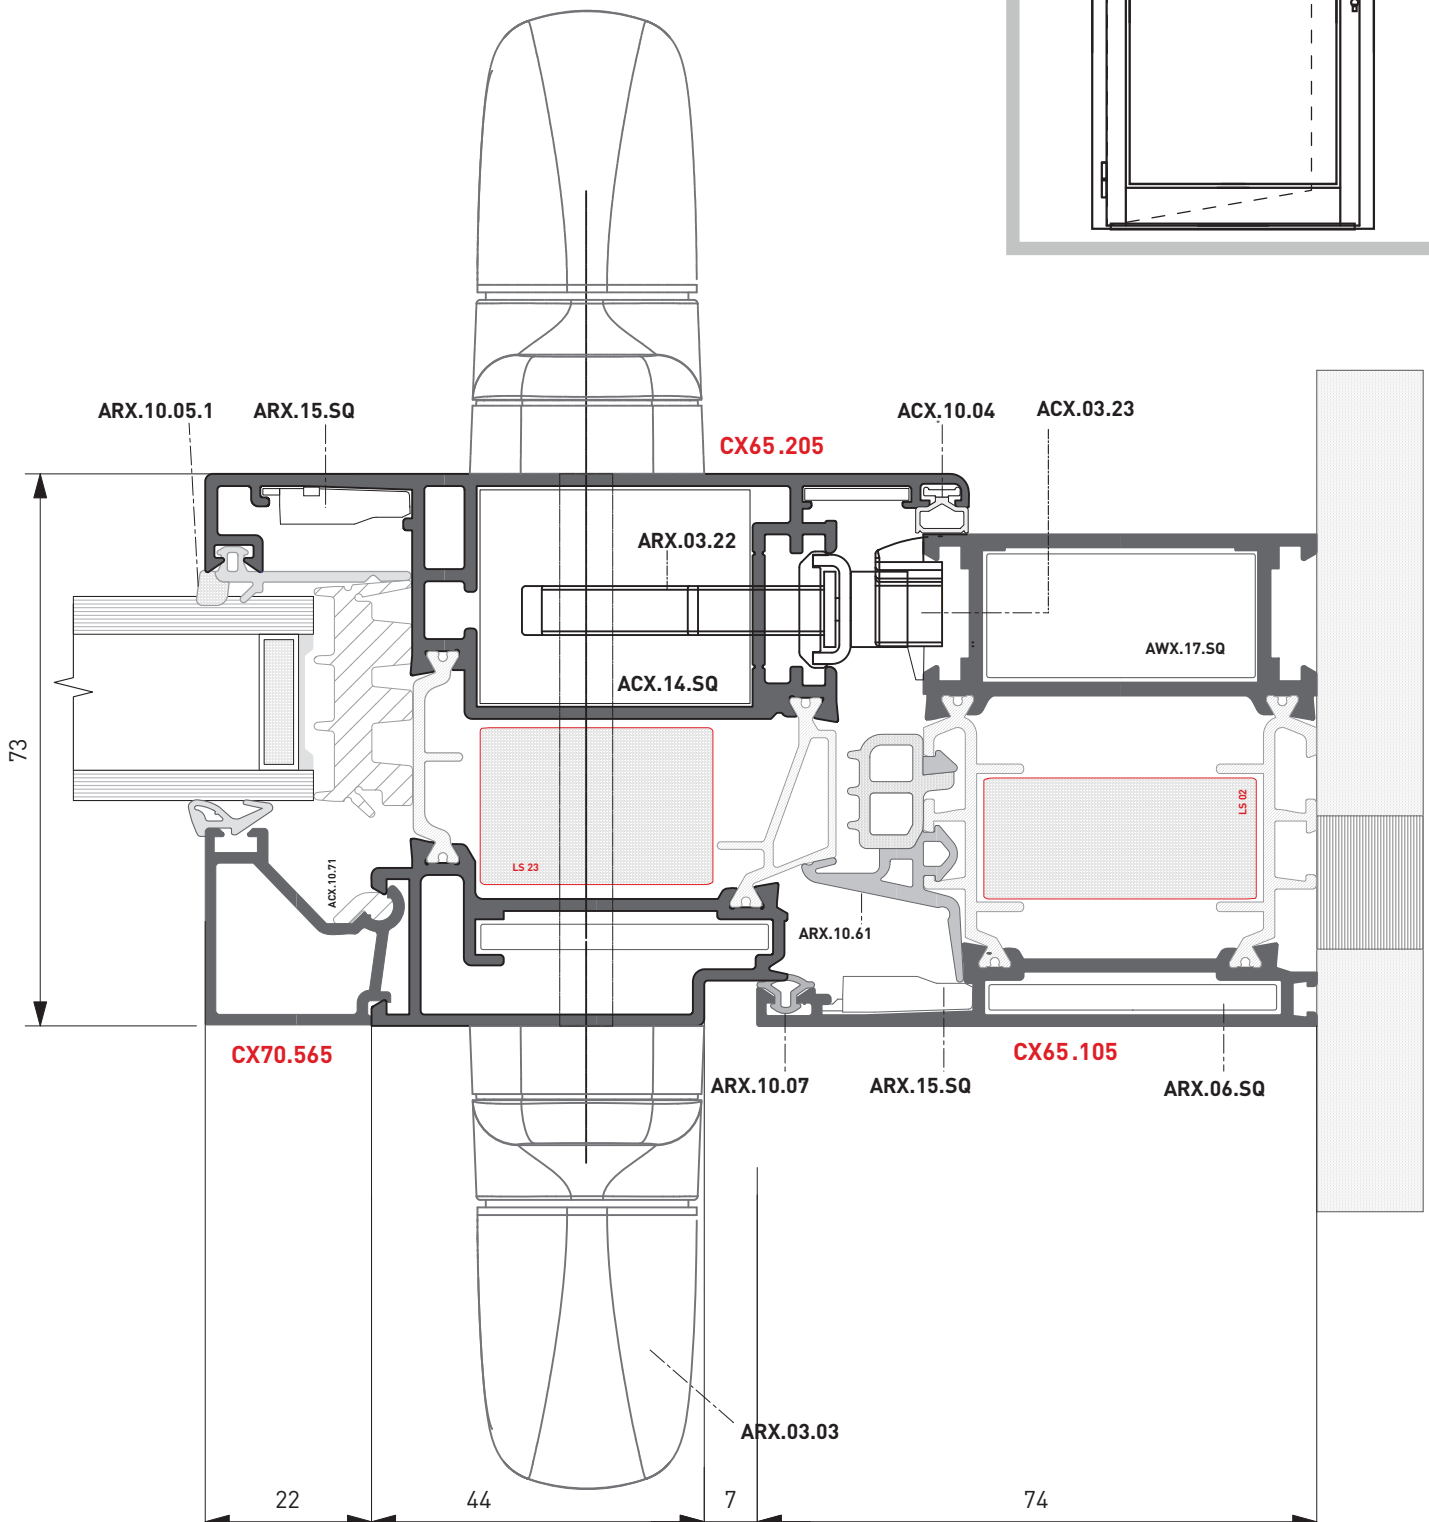 ARX.10.05.1
ARX.15.SQ
ACX.10.04
ACX.03.23
CX65.205
ARX.03.22
AWX.17.SQ
ACX.14.SQ
73
LS 02
LS 23
ACX.10.71
ARX.10.61
CX70.565
CX65.105
ARX.10.07
ARX.15.SQ
ARX.06.SQ
ARX.03.03
22
44
7
74